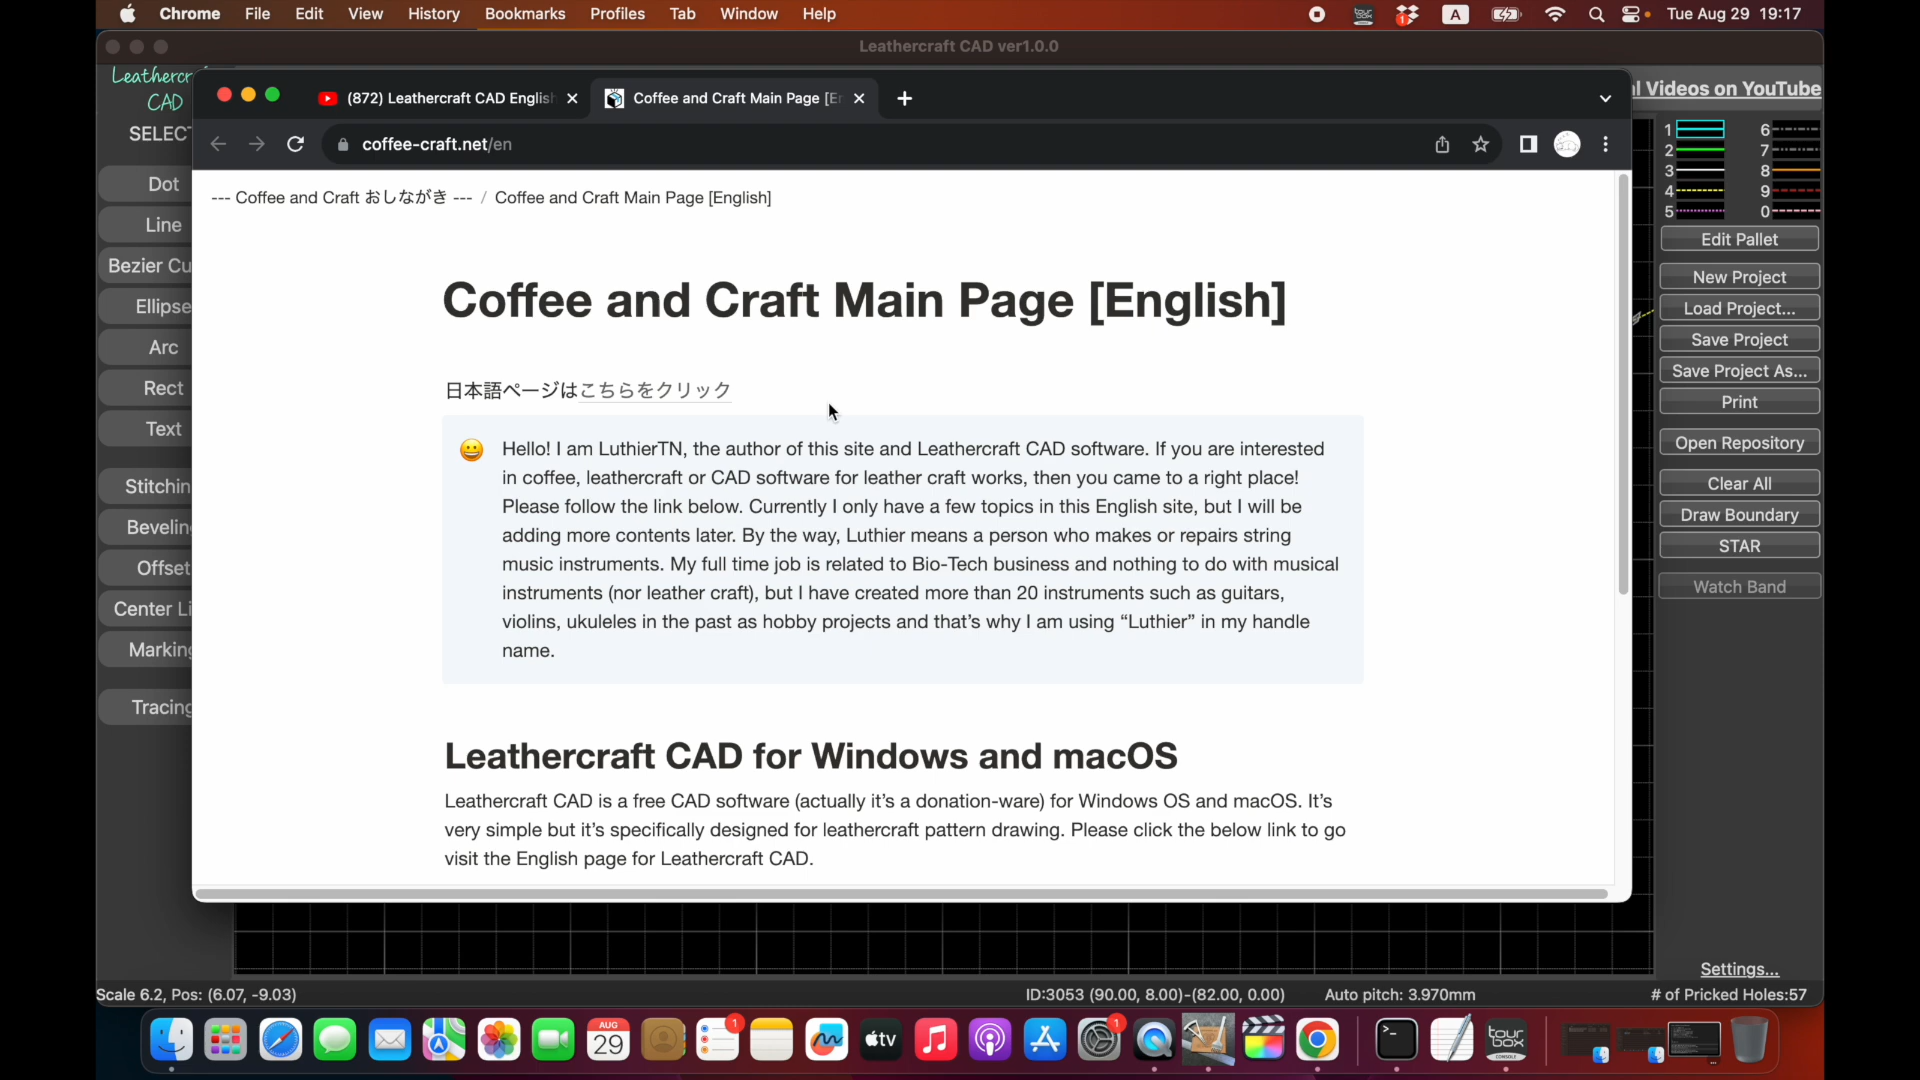 Chrome File Edit View History Bookmarks Profiles Tab Window Help
tour box
1
A
Tue Aug 29 19:17
Leathercraft CAD ver1.0.0
Leathercr
CAD
l Videos on YouTube
(872) Leathercraft CAD English
Coffee and Craft Main Page [En
coffee-craft.net/en
SELECT
Dot
Line
Bezier Cu
Ellipse
Arc
Rect
Text
Stitchin
Beveling
Offset
Center Li
Marking
Tracing
--- Coffee and Craft おしながき --- / Coffee and Craft Main Page [English]
Coffee and Craft Main Page [English]
日本語ページはこちらをクリック
Hello! I am LuthierTN, the author of this site and Leathercraft CAD software. If you are interested
in coffee, leathercraft or CAD software for leather craft works, then you came to a right place!
Please follow the link below. Currently I only have a few topics in this English site, but I will be
adding more contents later. By the way, Luthier means a person who makes or repairs string
music instruments. My full time job is related to Bio-Tech business and nothing to do with musical
instruments (nor leather craft), but I have created more than 20 instruments such as guitars,
violins, ukuleles in the past as hobby projects and that’s why I am using “Luthier” in my handle
name.
Leathercraft CAD for Windows and macOS
Leathercraft CAD is a free CAD software (actually it’s a donation-ware) for Windows OS and macOS. It’s
very simple but it’s specifically designed for leathercraft pattern drawing. Please click the below link to go
visit the English page for Leathercraft CAD.
1 6
2 7
3 8
4 9
5 0
Edit Pallet
New Project
Load Project...
Save Project
Save Project As...
Print
Open Repository
Clear All
Draw Boundary
STAR
Watch Band
Settings...
Scale 6.2, Pos: (6.07, -9.03)
ID:3053 (90.00, 8.00)-(82.00, 0.00)
Auto pitch: 3.970mm
# of Pricked Holes:57
AUG
29
1
tv
1
>_
tour
box
CONSOLE